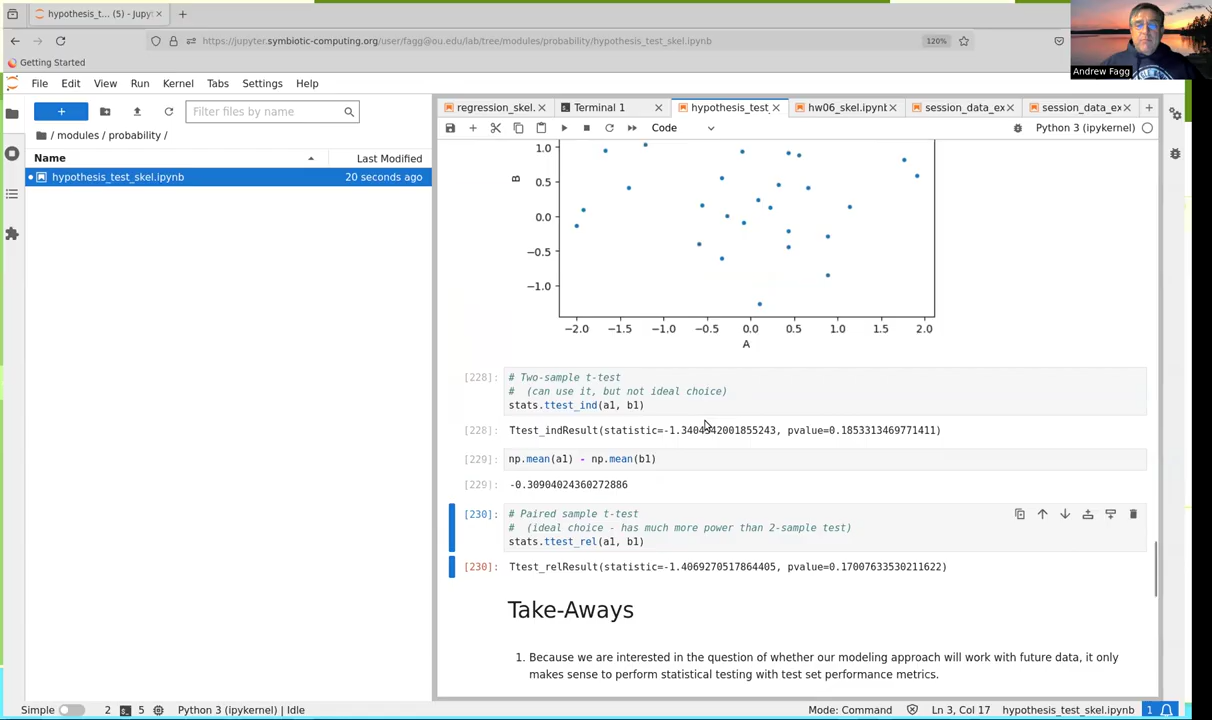 hypothesis_t... (5) - Jupyt
https://jupyter.symbiotic-computing.org/user/fagg@ou.edu/lab/tree/modules/probability/hypothesis_test_skel.ipynb
120%
Getting Started
Andrew Fagg
File Edit View Run Kernel Tabs Settings Help
Filter files by name
/ modules / probability /
Name Last Modified
hypothesis_test_skel.ipynb 20 seconds ago
regression_skel. Terminal 1 hypothesis_test hw06_skel.ipynt session_data_ex session_data_ex
Code
Python 3 (ipykernel)
1.0
0.5
0.0
−0.5
−1.0
B
−2.0 −1.5 −1.0 −0.5 0.0 0.5 1.0 1.5 2.0
A
[228]:
# Two-sample t-test
# (can use it, but not ideal choice)
stats.ttest_ind(a1, b1)
[228]: Ttest_indResult(statistic=-1.3404 42001855243, pvalue=0.1853313469771411)
[229]: np.mean(a1) - np.mean(b1)
[229]: -0.30904024360272886
[230]: # Paired sample t-test
# (ideal choice - has much more power than 2-sample test)
stats.ttest_rel(a1, b1)
[230]: Ttest_relResult(statistic=-1.4069270517864405, pvalue=0.17007633530211622)
Take-Aways
1. Because we are interested in the question of whether our modeling approach will work with future data, it only
makes sense to perform statistical testing with test set performance metrics.
Simple 2 5 Python 3 (ipykernel) | Idle
Mode: Command Ln 3, Col 17 hypothesis_test_skel.ipynb 1